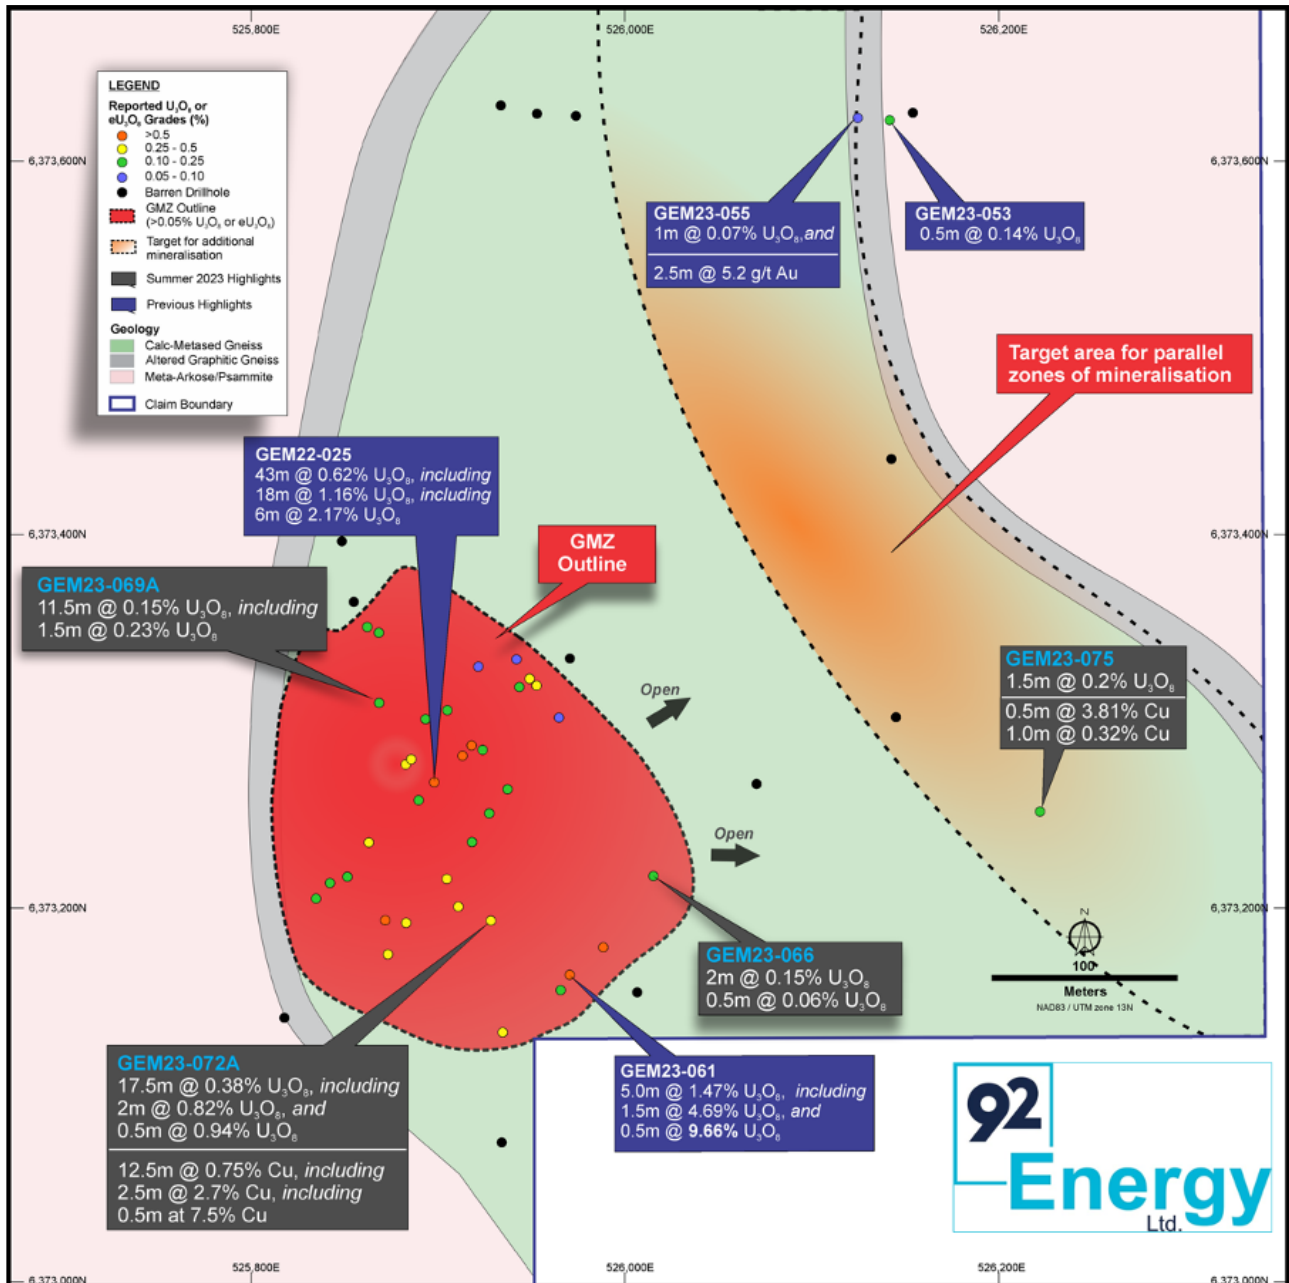 525,800E
526,000E
526,200E
6,373,600N
6,373,600N
LEGEND
Reported U₃O₈ or
eU₃O₈ Grades (%)
>0.5
0.25 - 0.5
0.10 - 0.25
0.05 - 0.10
Barren Drillhole
GMZ Outline
(>0.05% U₃O₈ or eU₃O₈)
Target for additional
mineralisation
Summer 2023 Highlights
Previous Highlights
Geology
Calc-Metased Gneiss
Altered Graphitic Gneiss
Meta-Arkose/Psammite
Claim Boundary
GEM23-055
1m @ 0.07% U₃O₈, and
2.5m @ 5.2 g/t Au
GEM23-053
0.5m @ 0.14% U₃O₈
Target area for parallel
zones of mineralisation
GEM22-025
43m @ 0.62% U₃O₈, including
18m @ 1.16% U₃O₈, including
6m @ 2.17% U₃O₈
6,373,400N
6,373,400N
GMZ
Outline
GEM23-069A
11.5m @ 0.15% U₃O₈, including
1.5m @ 0.23% U₃O₈
Open
GEM23-075
1.5m @ 0.2% U₃O₈
0.5m @ 3.81% Cu
1.0m @ 0.32% Cu
Open
6,373,200N
6,373,200N
N
100
Meters
NAD83 / UTM zone 13N
GEM23-066
2m @ 0.15% U₃O₈
0.5m @ 0.06% U₃O₈
GEM23-072A
17.5m @ 0.38% U₃O₈, including
2m @ 0.82% U₃O₈, and
0.5m @ 0.94% U₃O₈
12.5m @ 0.75% Cu, including
2.5m @ 2.7% Cu, including
0.5m at 7.5% Cu
GEM23-061
5.0m @ 1.47% U₃O₈, including
1.5m @ 4.69% U₃O₈, and
0.5m @ 9.66% U₃O₈
92
Energy
Ltd.
525,800E
526,000E
526,200E
6,373,000N
6,373,000N